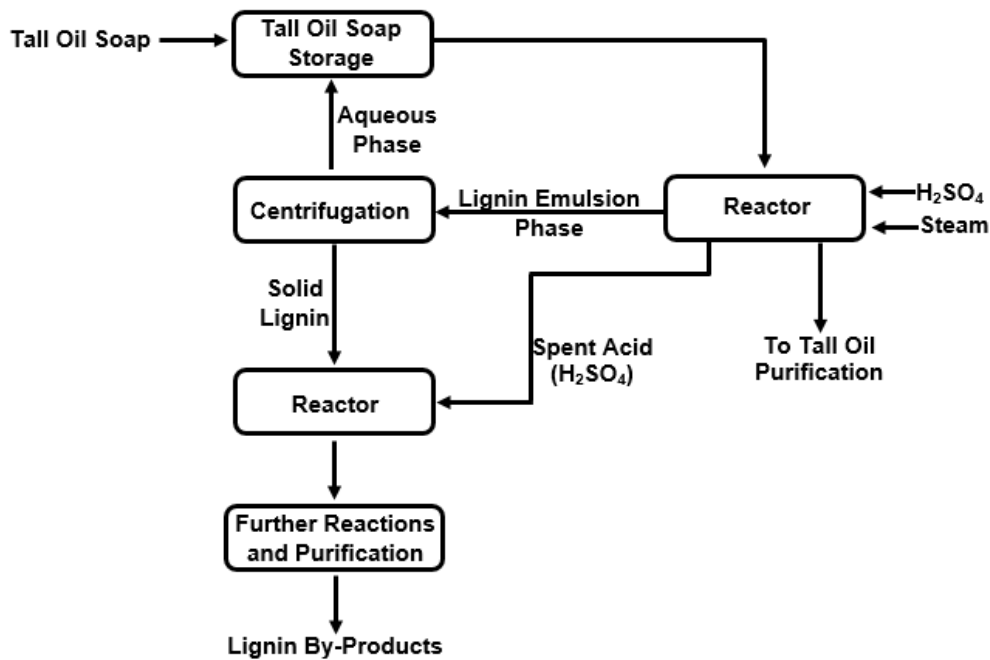 Tall Oil Soap
Tall Oil Soap
Storage
Aqueous
Phase
Centrifugation
Lignin Emulsion
Phase
Reactor
H₂SO₄
Steam
Solid
Lignin
Spent Acid
(H₂SO₄)
To Tall Oil
Purification
Reactor
Further Reactions
and Purification
Lignin By-Products